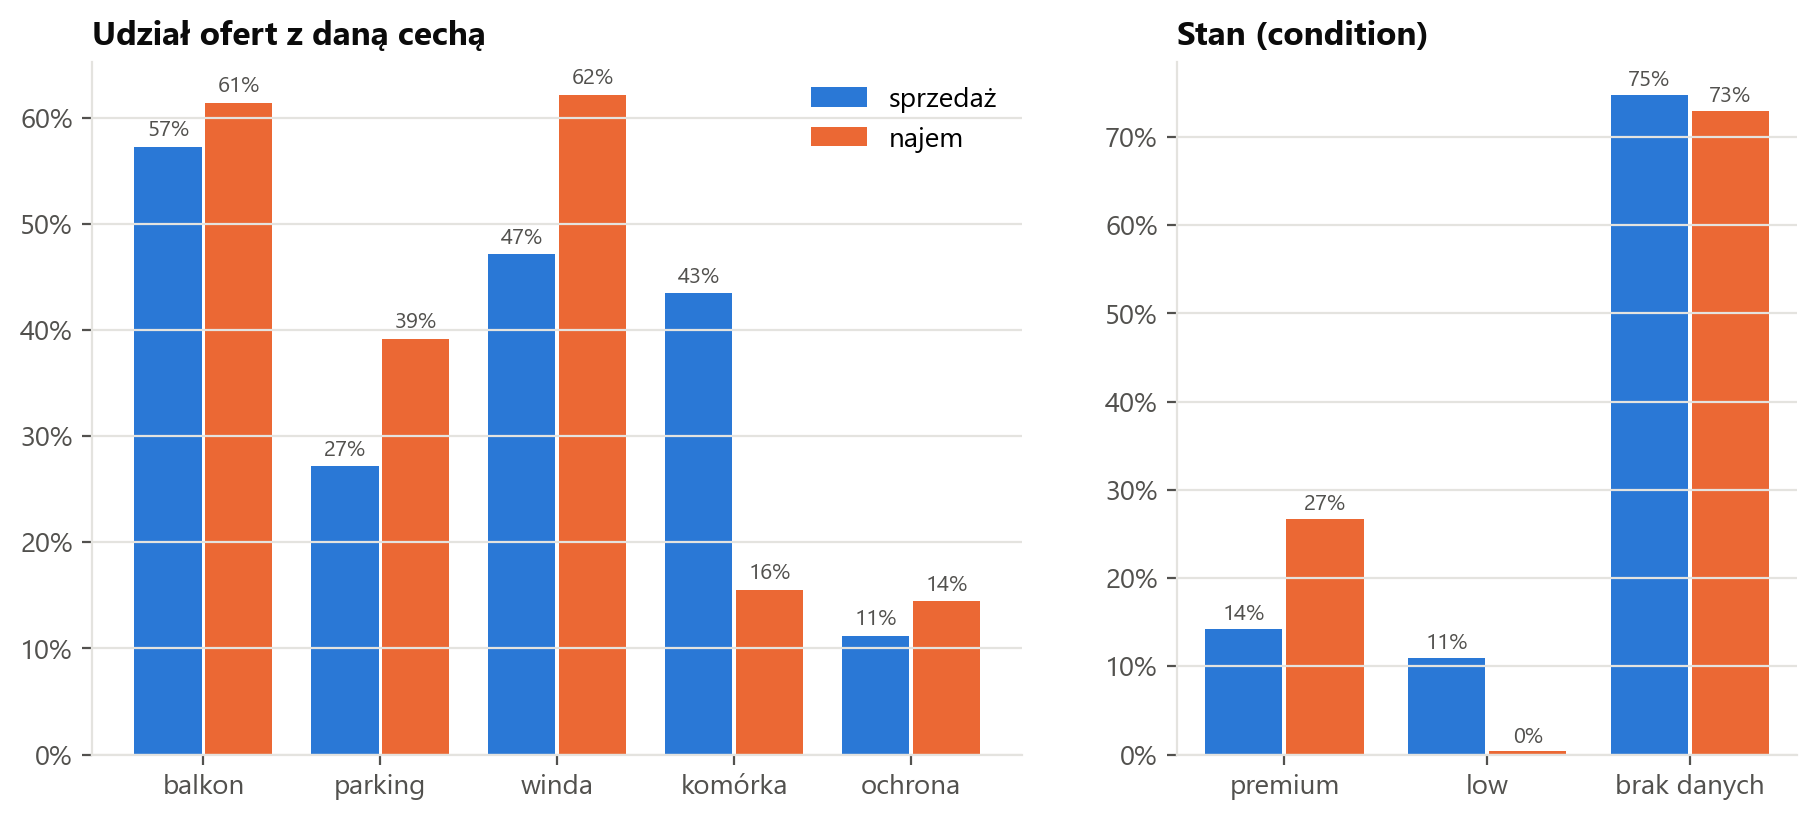 Udział ofert z daną cechą
sprzedaż
najem
60%
50%
40%
30%
20%
10%
0%
57%
61%
27%
39%
47%
62%
43%
16%
11%
14%
balkon
parking
winda
komórka
ochrona
Stan (condition)
70%
60%
50%
40%
30%
20%
10%
0%
14%
27%
11%
0%
75%
73%
premium
low
brak danych